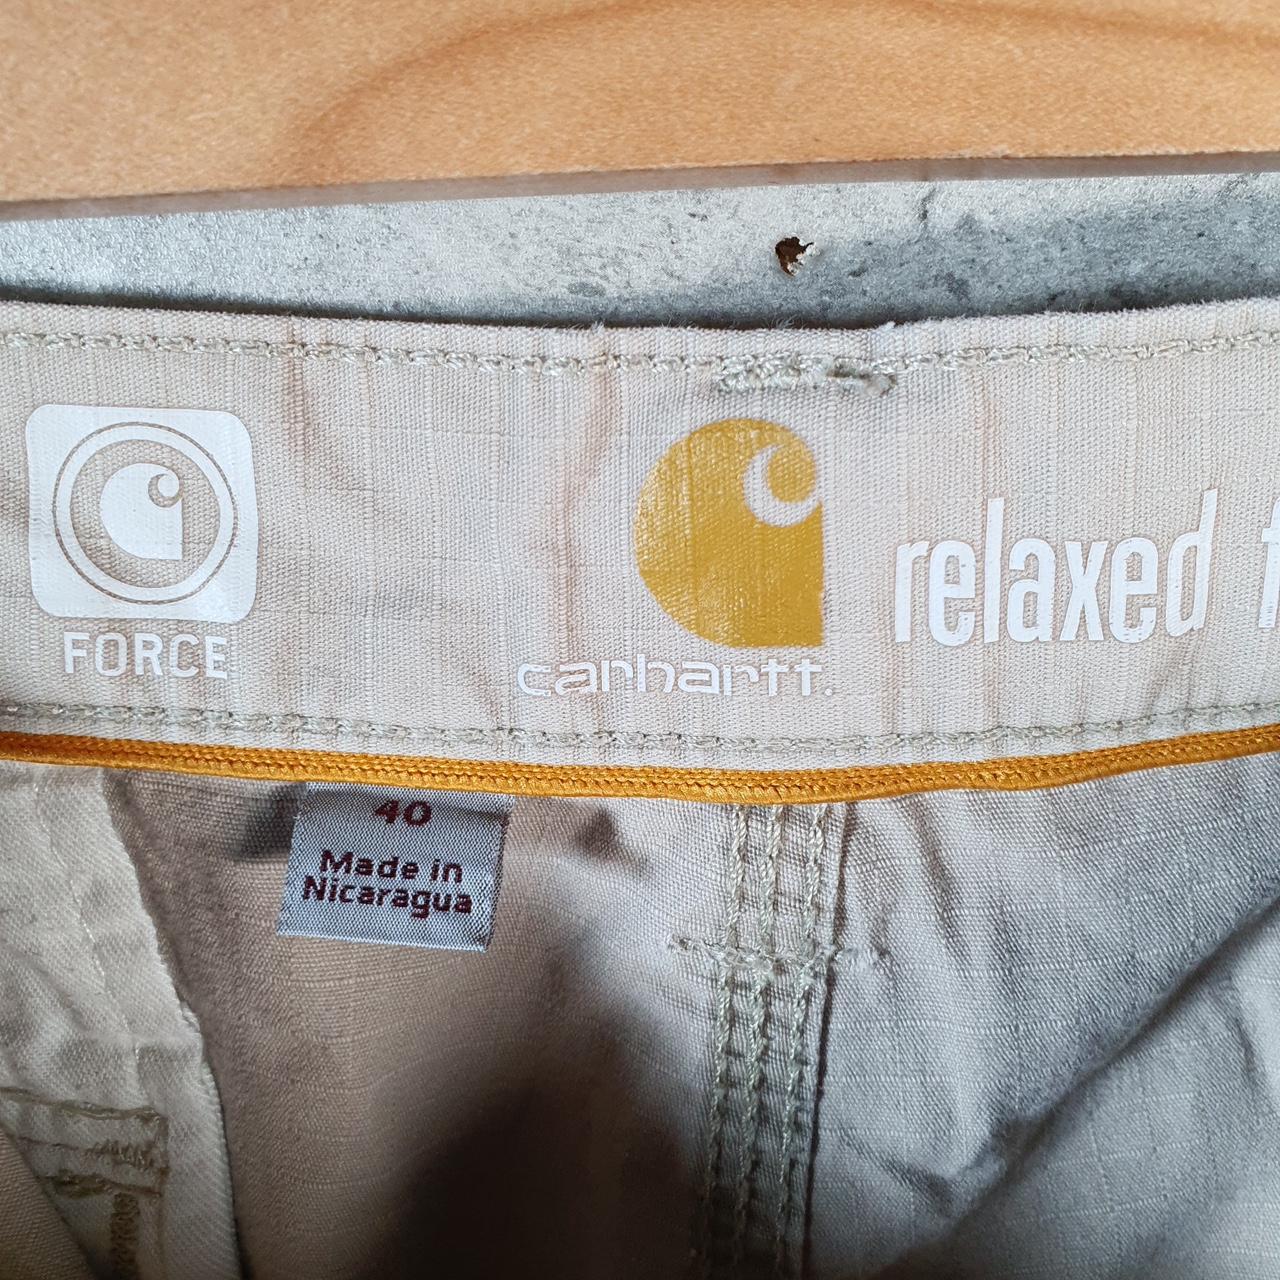 FORCE
carhartt.
relaxed f
40
Made in
Nicaragua